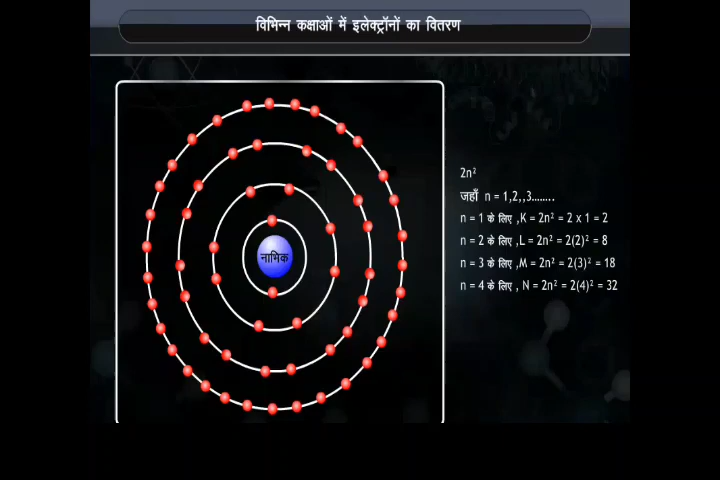 विभिन्न कक्षाओं में इलेक्ट्रॉनों का वितरण
नाभिक
2n²
जहाँ n = 1,2,,3........
n = 1 के लिए ,K = 2n² = 2 x 1 = 2
n = 2 के लिए ,L = 2n² = 2(2)² = 8
n = 3 के लिए ,M = 2n² = 2(3)² = 18
n = 4 के लिए , N = 2n² = 2(4)² = 32